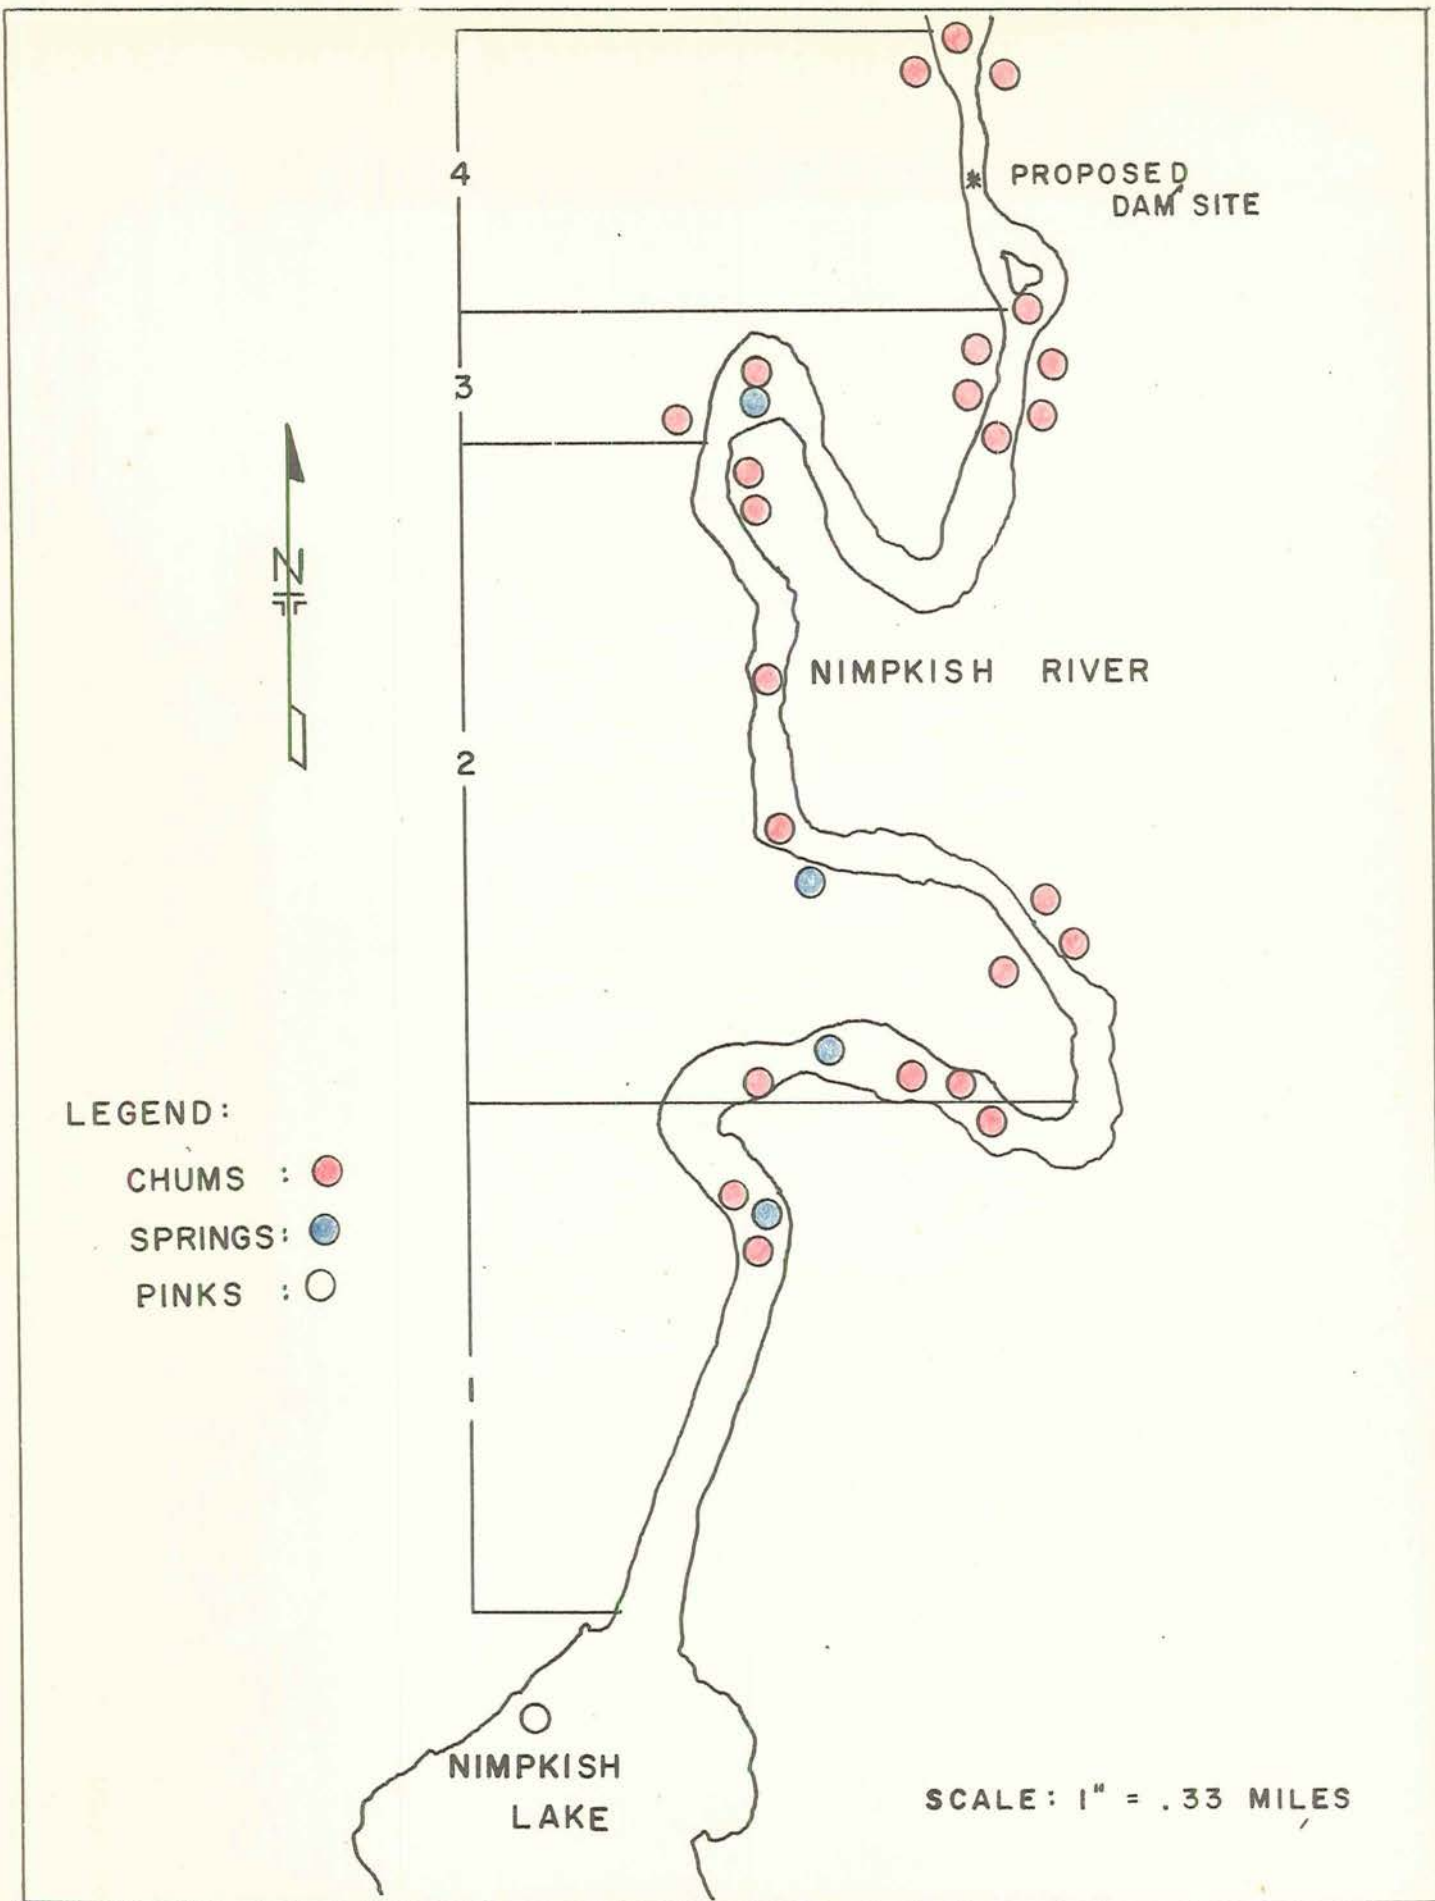 4
PROPOSED
DAM SITE
3
N
NIMPKISH RIVER
2
LEGEND:
CHUMS :
SPRINGS:
PINKS :
1
NIMPKISH
LAKE
SCALE: 1" = .33 MILES